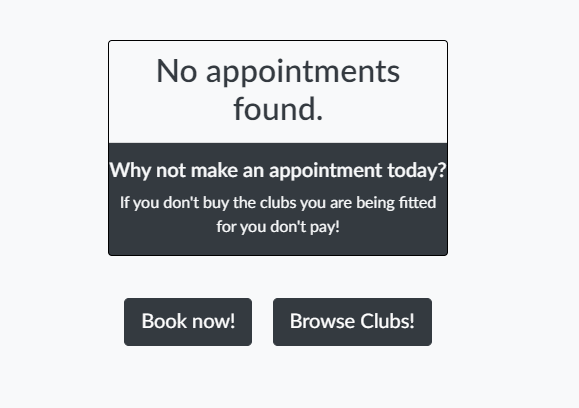 No appointments
found.
Why not make an appointment today?
If you don't buy the clubs you are being fitted
for you don't pay!
Book now!
Browse Clubs!